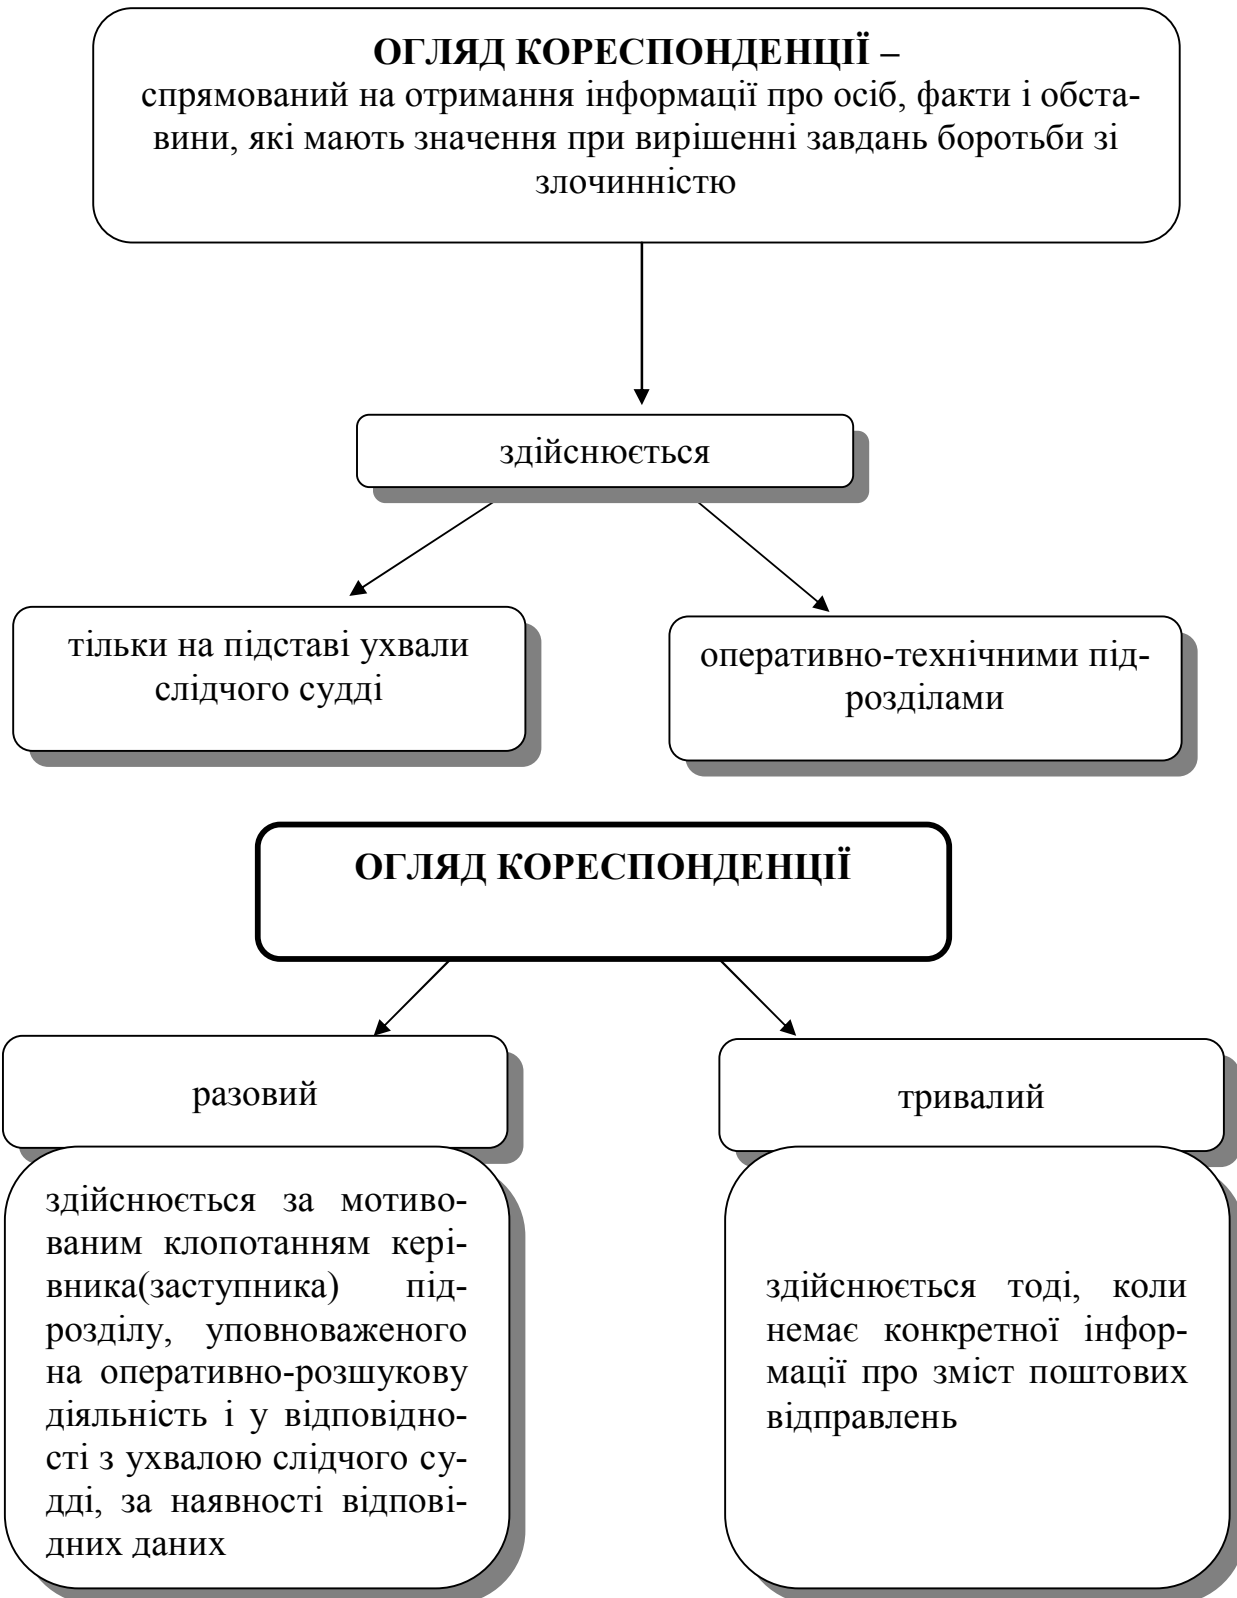 ОГЛЯД КОРЕСПОНДЕНЦІЇ –
спрямований на отримання інформації про осіб, факти і обста-
вини, які мають значення при вирішенні завдань боротьби зі
злочинністю
здійснюється
тільки на підставі ухвали
слідчого судді
оперативно-технічними під-
розділами
ОГЛЯД КОРЕСПОНДЕНЦІЇ
разовий
тривалий
здійснюється за мотиво-
ваним клопотанням кері-
вника(заступника) під-
розділу, уповноваженого
на оперативно-розшукову
діяльність і у відповідно-
сті з ухвалою слідчого су-
дді, за наявності відпові-
дних даних
здійснюється тоді, коли
немає конкретної інфор-
мації про зміст поштових
відправлень